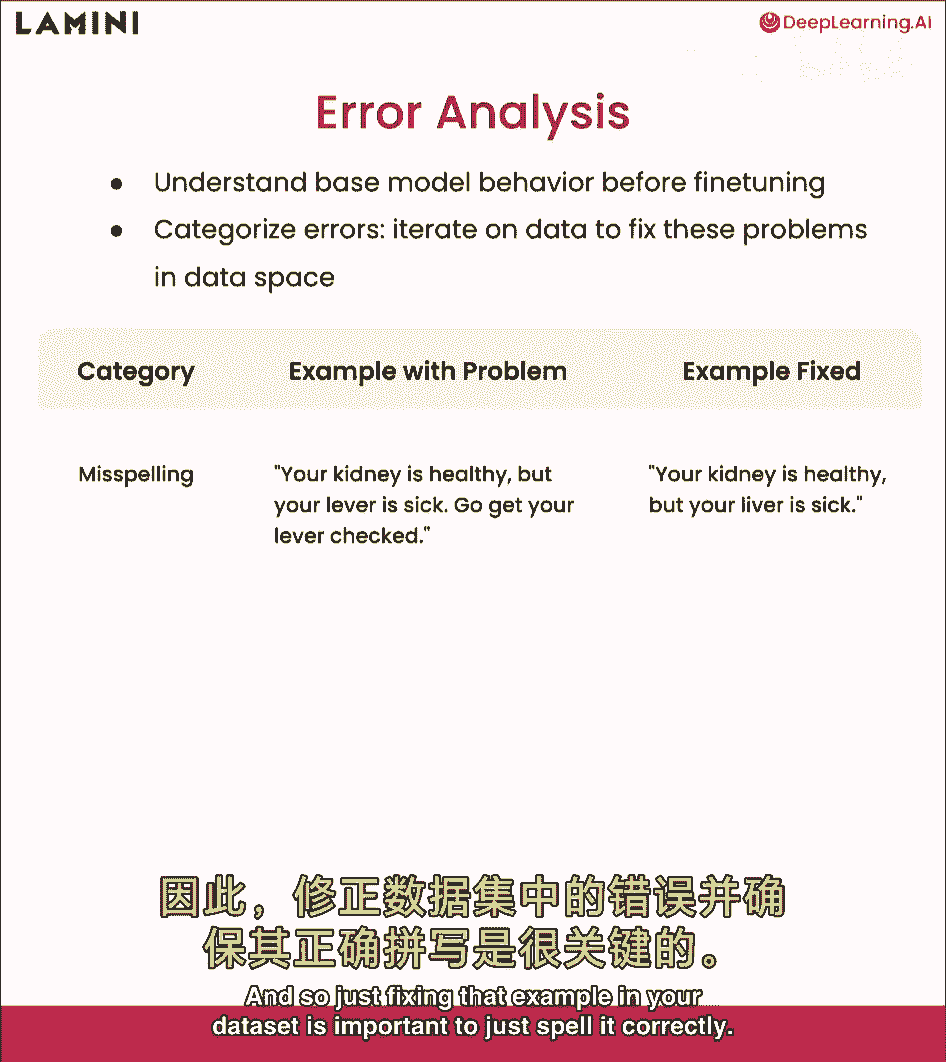 LAMINI
DeepLearning.AI
Error Analysis
● Understand base model behavior before finetuning
● Categorize errors: iterate on data to fix these problems
in data space
Category Example with Problem Example Fixed
Misspelling
"Your kidney is healthy, but
your lever is sick. Go get your
lever checked."
"Your kidney is healthy,
but your liver is sick."
因此，修正数据集中的错误并确
保其正确拼写是很关键的。
And so just fixing that example in your
dataset is important to just spell it correctly.